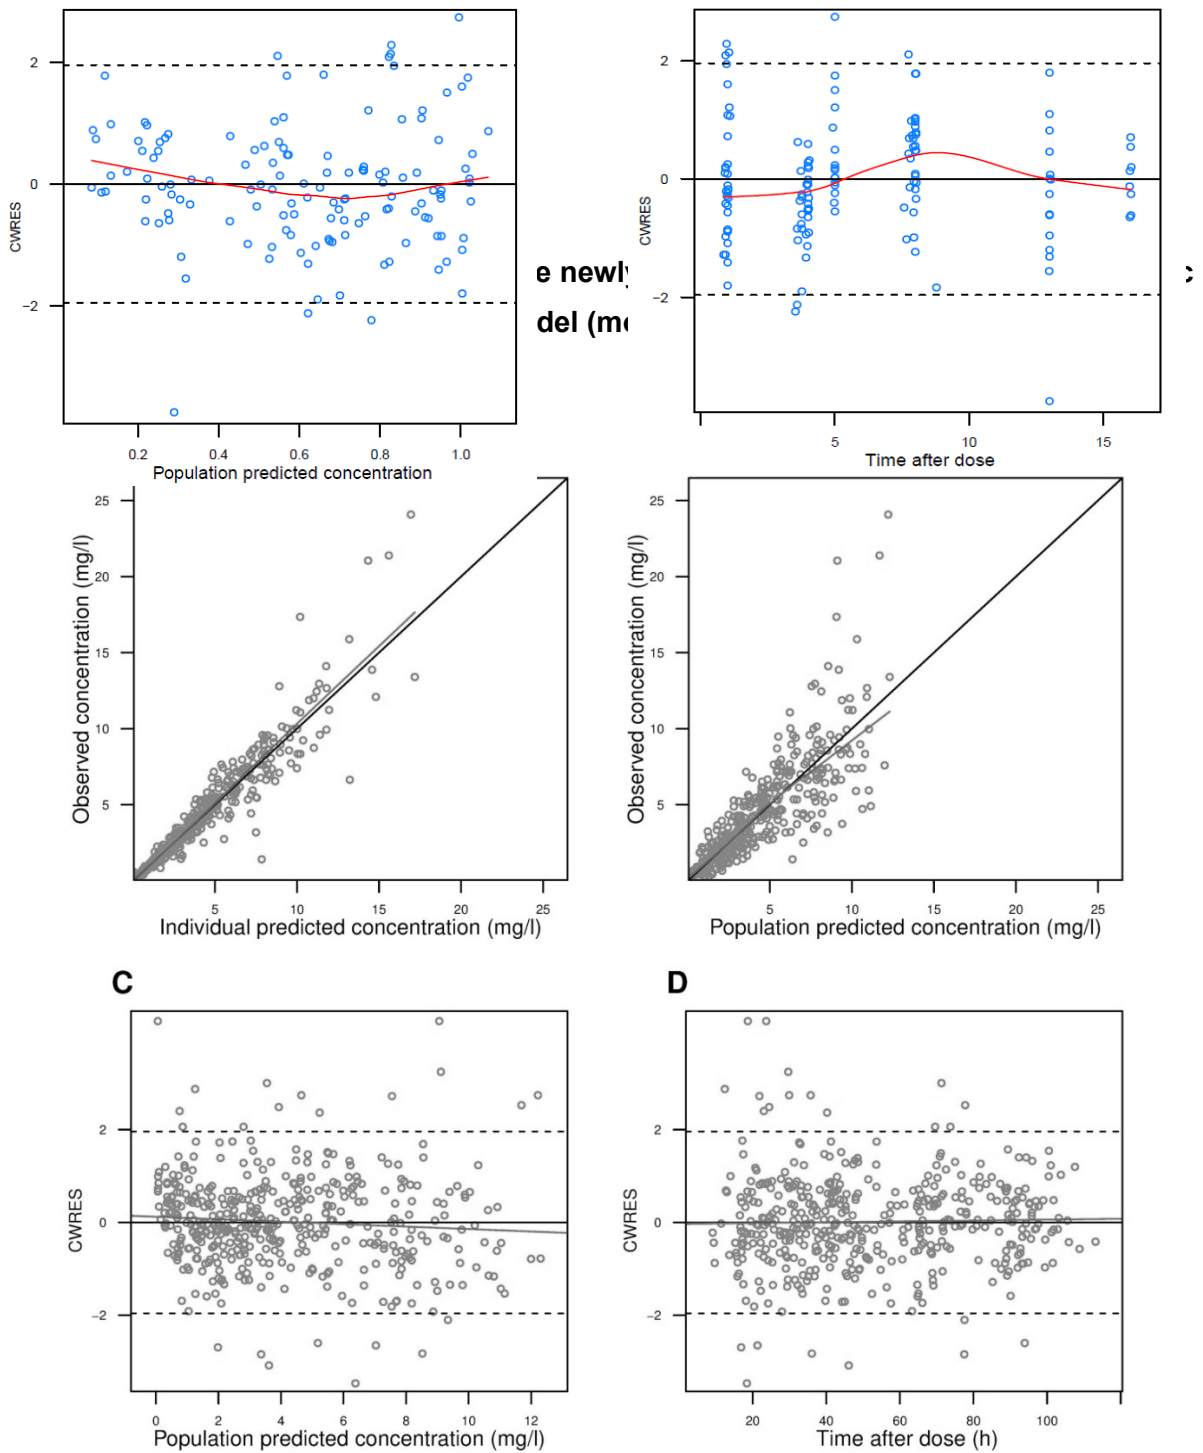 2
0
−2
CWRES
0.2 0.4 0.6 0.8 1.0
Population predicted concentration
2
0
−2
CWRES
5 10 15
Time after dose
e newly
c
del (mo
25
20
15
10
5
Observed concentration (mg/l)
5 10 15 20 25
Individual predicted concentration (mg/l)
25
20
15
10
5
Observed concentration (mg/l)
5 10 15 20 25
Population predicted concentration (mg/l)
C
2
0
−2
CWRES
0 2 4 6 8 10 12
Population predicted concentration (mg/l)
D
2
0
−2
CWRES
20 40 60 80 100
Time after dose (h)